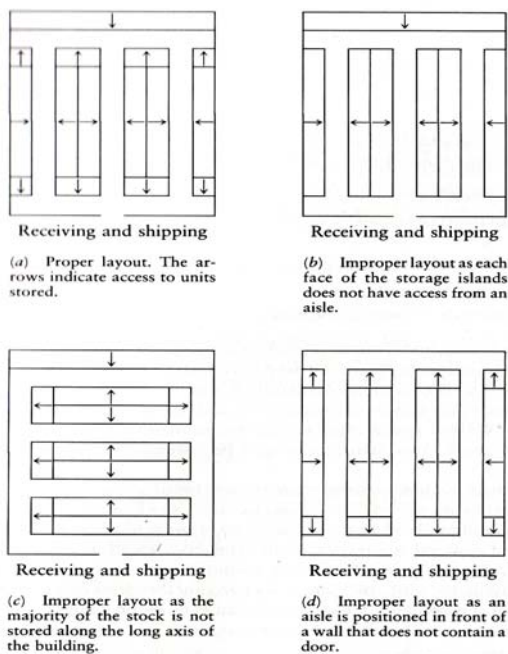 Receiving and shipping
(a) Proper layout. The ar-
rows indicate access to units
stored.
Receiving and shipping
(b) Improper layout as each
face of the storage islands
does not have access from an
aisle.
Receiving and shipping
(c) Improper layout as the
majority of the stock is not
stored along the long axis of
the building.
Receiving and shipping
(d) Improper layout as an
aisle is positioned in front of
a wall that does not contain a
door.